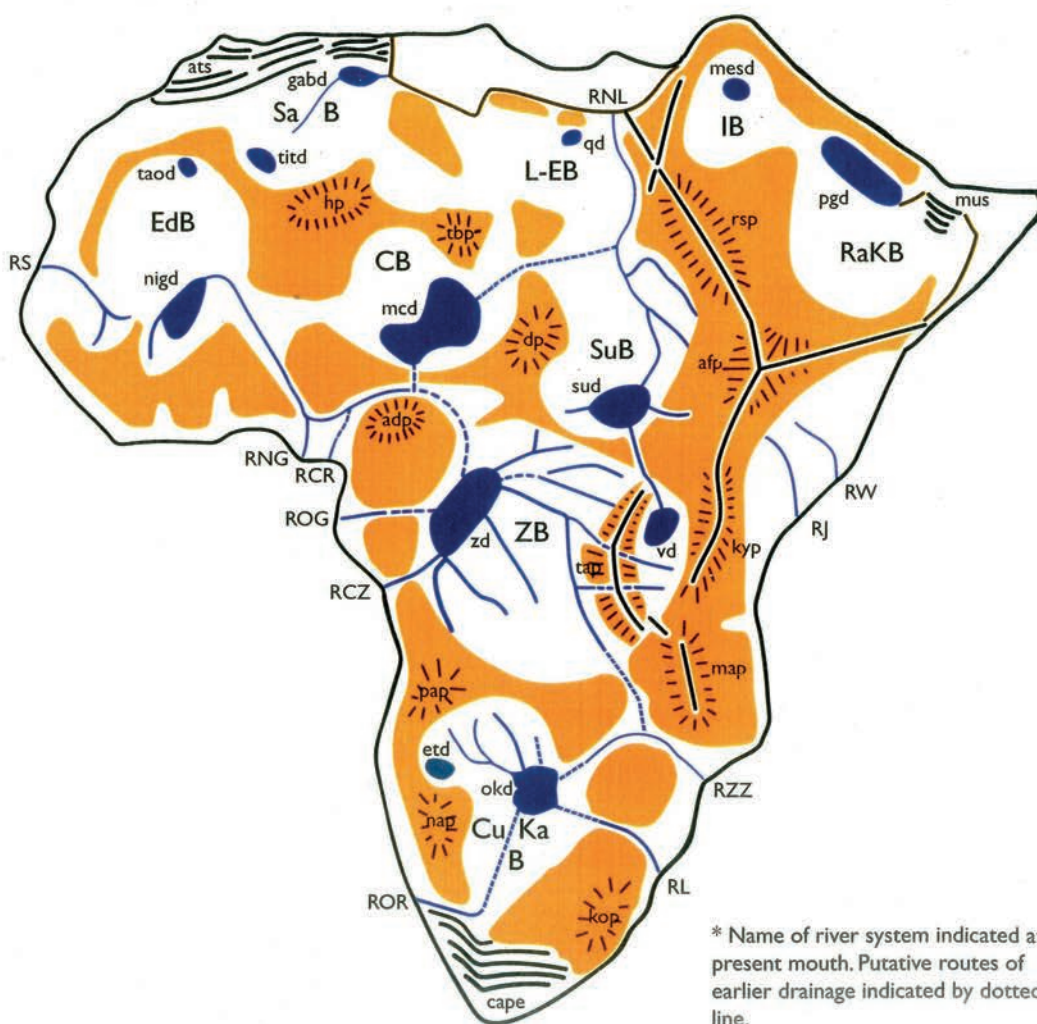 ats
gabd
Sa B
taod
titd
EdB
hp
tbp
CB
RS
nigd
mcd
RNL
qd
L-EB
mesd
IB
pgd
mus
rsp
RaKB
dp
SuB
sud
afp
adp
RNG
RCR
ROG
zd
ZB
RCZ
tap
vd
kyp
RW
RJ
pap
map
etd
okd
nap
Cu Ka
B
RZZ
RL
ROR
kop
cape
* Name of river system indicated a
present mouth. Putative routes of
earlier drainage indicated by dotted
line.